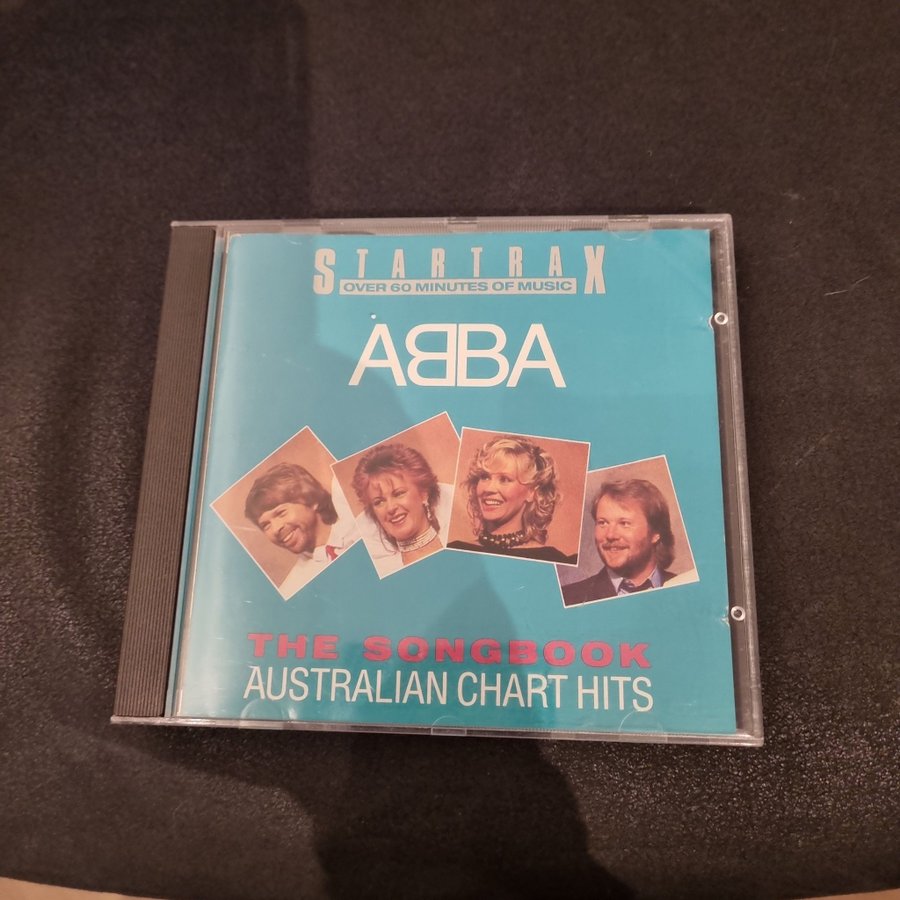 STARTRAX
OVER 60 MINUTES OF MUSIC
ABBA
THE SONGBOOK
AUSTRALIAN CHART HITS